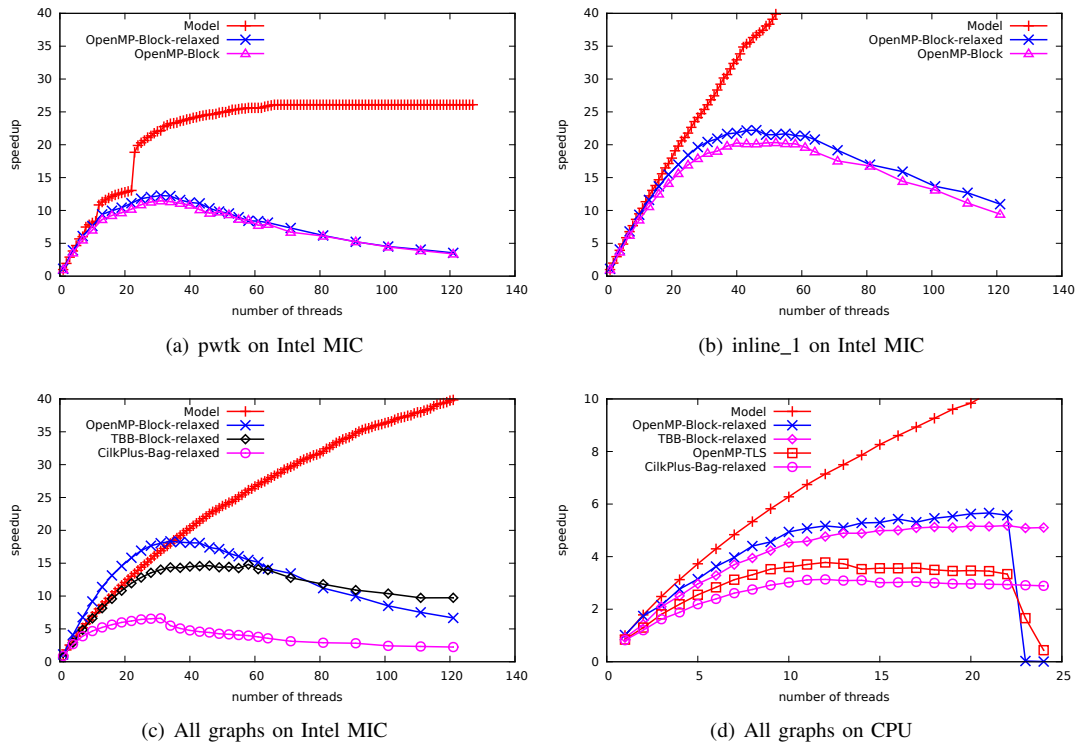 Model
OpenMP-Block-relaxed
OpenMP-Block
speedup
40
35
30
25
20
15
10
5
0
0 20 40 60 80 100 120 140
number of threads
(a) pwtk on Intel MIC
Model
OpenMP-Block-relaxed
OpenMP-Block
speedup
40
35
30
25
20
15
10
5
0
0 20 40 60 80 100 120 140
number of threads
(b) inline_1 on Intel MIC
Model
OpenMP-Block-relaxed
TBB-Block-relaxed
CilkPlus-Bag-relaxed
speedup
40
35
30
25
20
15
10
5
0
0 20 40 60 80 100 120 140
number of threads
(c) All graphs on Intel MIC
Model
OpenMP-Block-relaxed
TBB-Block-relaxed
OpenMP-TLS
CilkPlus-Bag-relaxed
speedup
10
8
6
4
2
0
0 5 10 15 20 25
number of threads
(d) All graphs on CPU